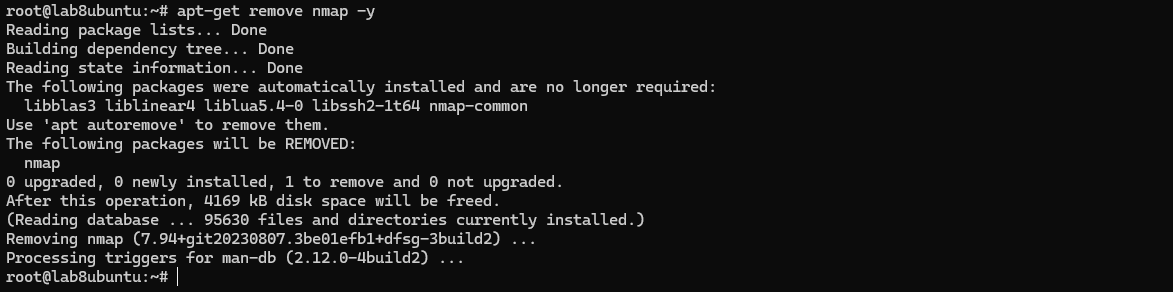 root@lab8ubuntu:~# apt-get remove nmap -y
Reading package lists... Done
Building dependency tree... Done
Reading state information... Done
The following packages were automatically installed and are no longer required:
  libblas3 liblinear4 liblua5.4-0 libssh2-1t64 nmap-common
Use 'apt autoremove' to remove them.
The following packages will be REMOVED:
  nmap
0 upgraded, 0 newly installed, 1 to remove and 0 not upgraded.
After this operation, 4169 kB disk space will be freed.
(Reading database ... 95630 files and directories currently installed.)
Removing nmap (7.94+git20230807.3be01efb1+dfsg-3build2) ...
Processing triggers for man-db (2.12.0-4build2) ...
root@lab8ubuntu:~#